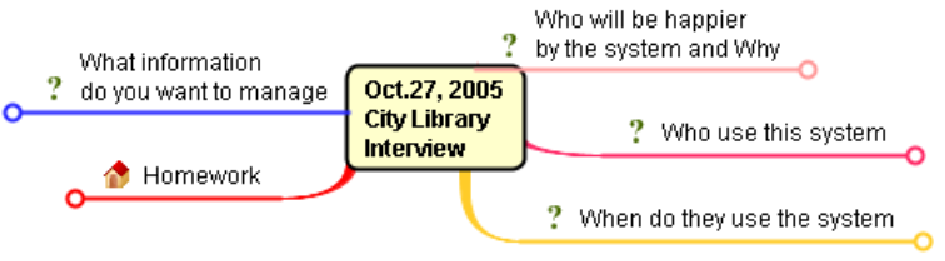 Who will be happier
by the system and Why
? 
What information
do you want to manage
?
Oct.27, 2005
City Library
Interview
? Who use this system
Homework
? When do they use the system